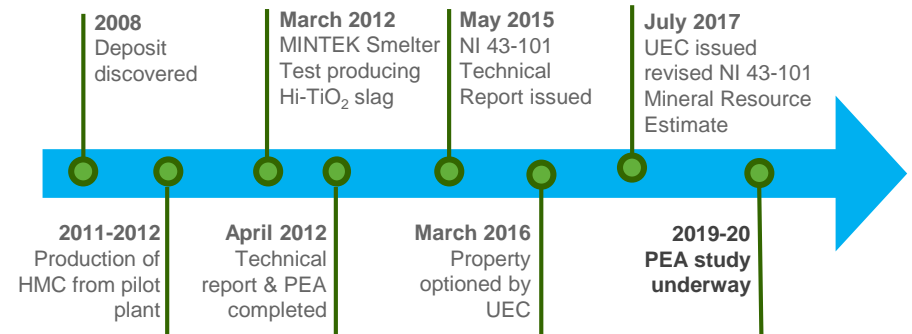 2008
Deposit
discovered
March 2012
MINTEK Smelter
Test producing
Hi-TiO₂ slag
May 2015
NI 43-101
Technical
Report issued
July 2017
UEC issued
revised NI 43-101
Mineral Resource
Estimate
2011-2012
Production of
HMC from pilot
plant
April 2012
Technical
report & PEA
completed
March 2016
Property
optioned by
UEC
2019-20
PEA study
underway